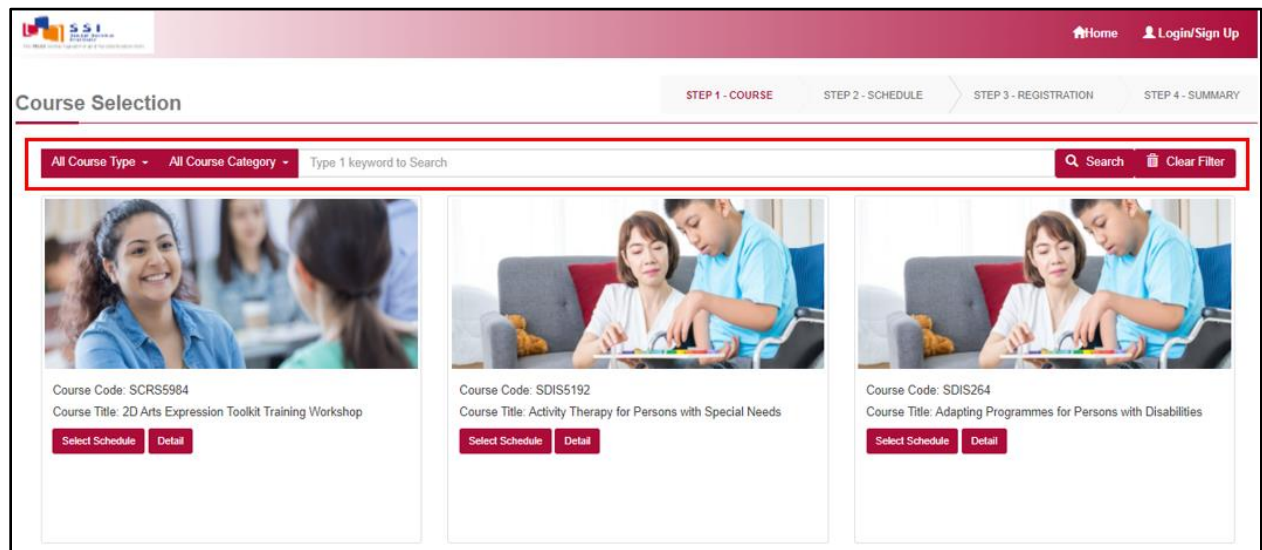 SSI
Social Service
Institute
Home
Login/Sign Up
Course Selection
STEP 1 - COURSE
STEP 2 - SCHEDULE
STEP 3 - REGISTRATION
STEP 4 - SUMMARY
All Course Type
All Course Category
Type 1 keyword to Search
Search
Clear Filter
Course Code: SCRS5984
Course Title: 2D Arts Expression Toolkit Training Workshop
Select Schedule
Detail
Course Code: SDIS5192
Course Title: Activity Therapy for Persons with Special Needs
Select Schedule
Detail
Course Code: SDIS264
Course Title: Adapting Programmes for Persons with Disabilities
Select Schedule
Detail